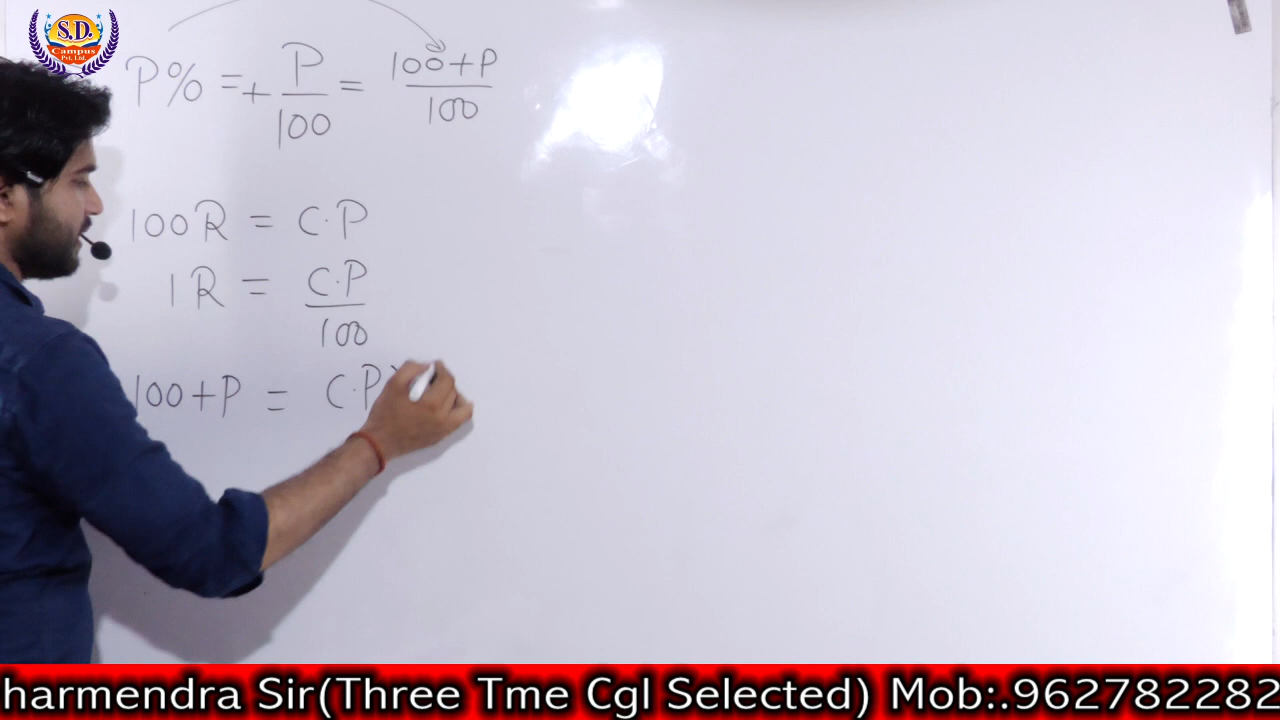 S.D.
Campus
Pvt. Ltd.
P% = + P/100 = 100+P/100
100R = C.P
1R = C.P/100
100+P = C.P
harmendra Sir(Three Tme Cgl Selected) Mob:.962782282